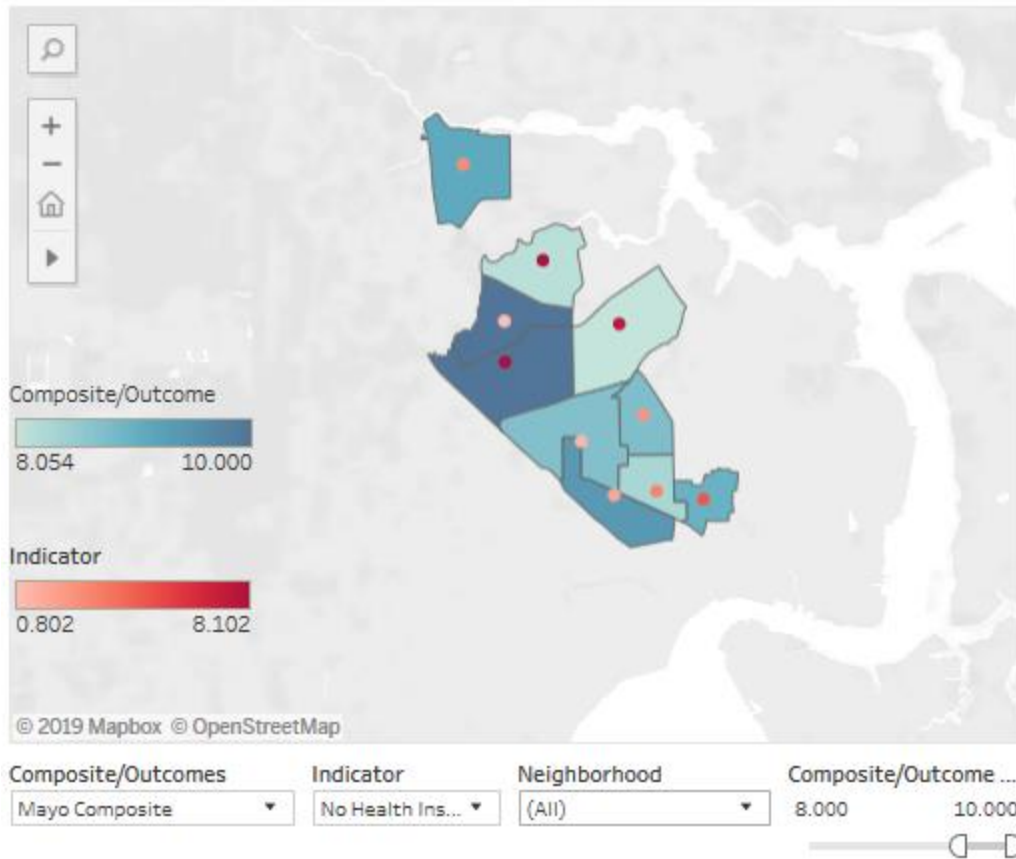 +
−
Composite/Outcome
8.054 10.000
Indicator
0.802 8.102
© 2019 Mapbox © OpenStreetMap
Composite/Outcomes Indicator Neighborhood Composite/Outcome ...
Mayo Composite No Health Ins... (All) 8.000 10.000